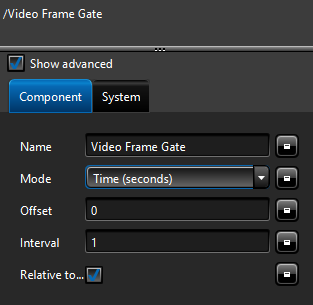 /Video Frame Gate
Show advanced
Component System
Name Video Frame Gate
Mode Time (seconds)
Offset 0
Interval 1
Relative to...